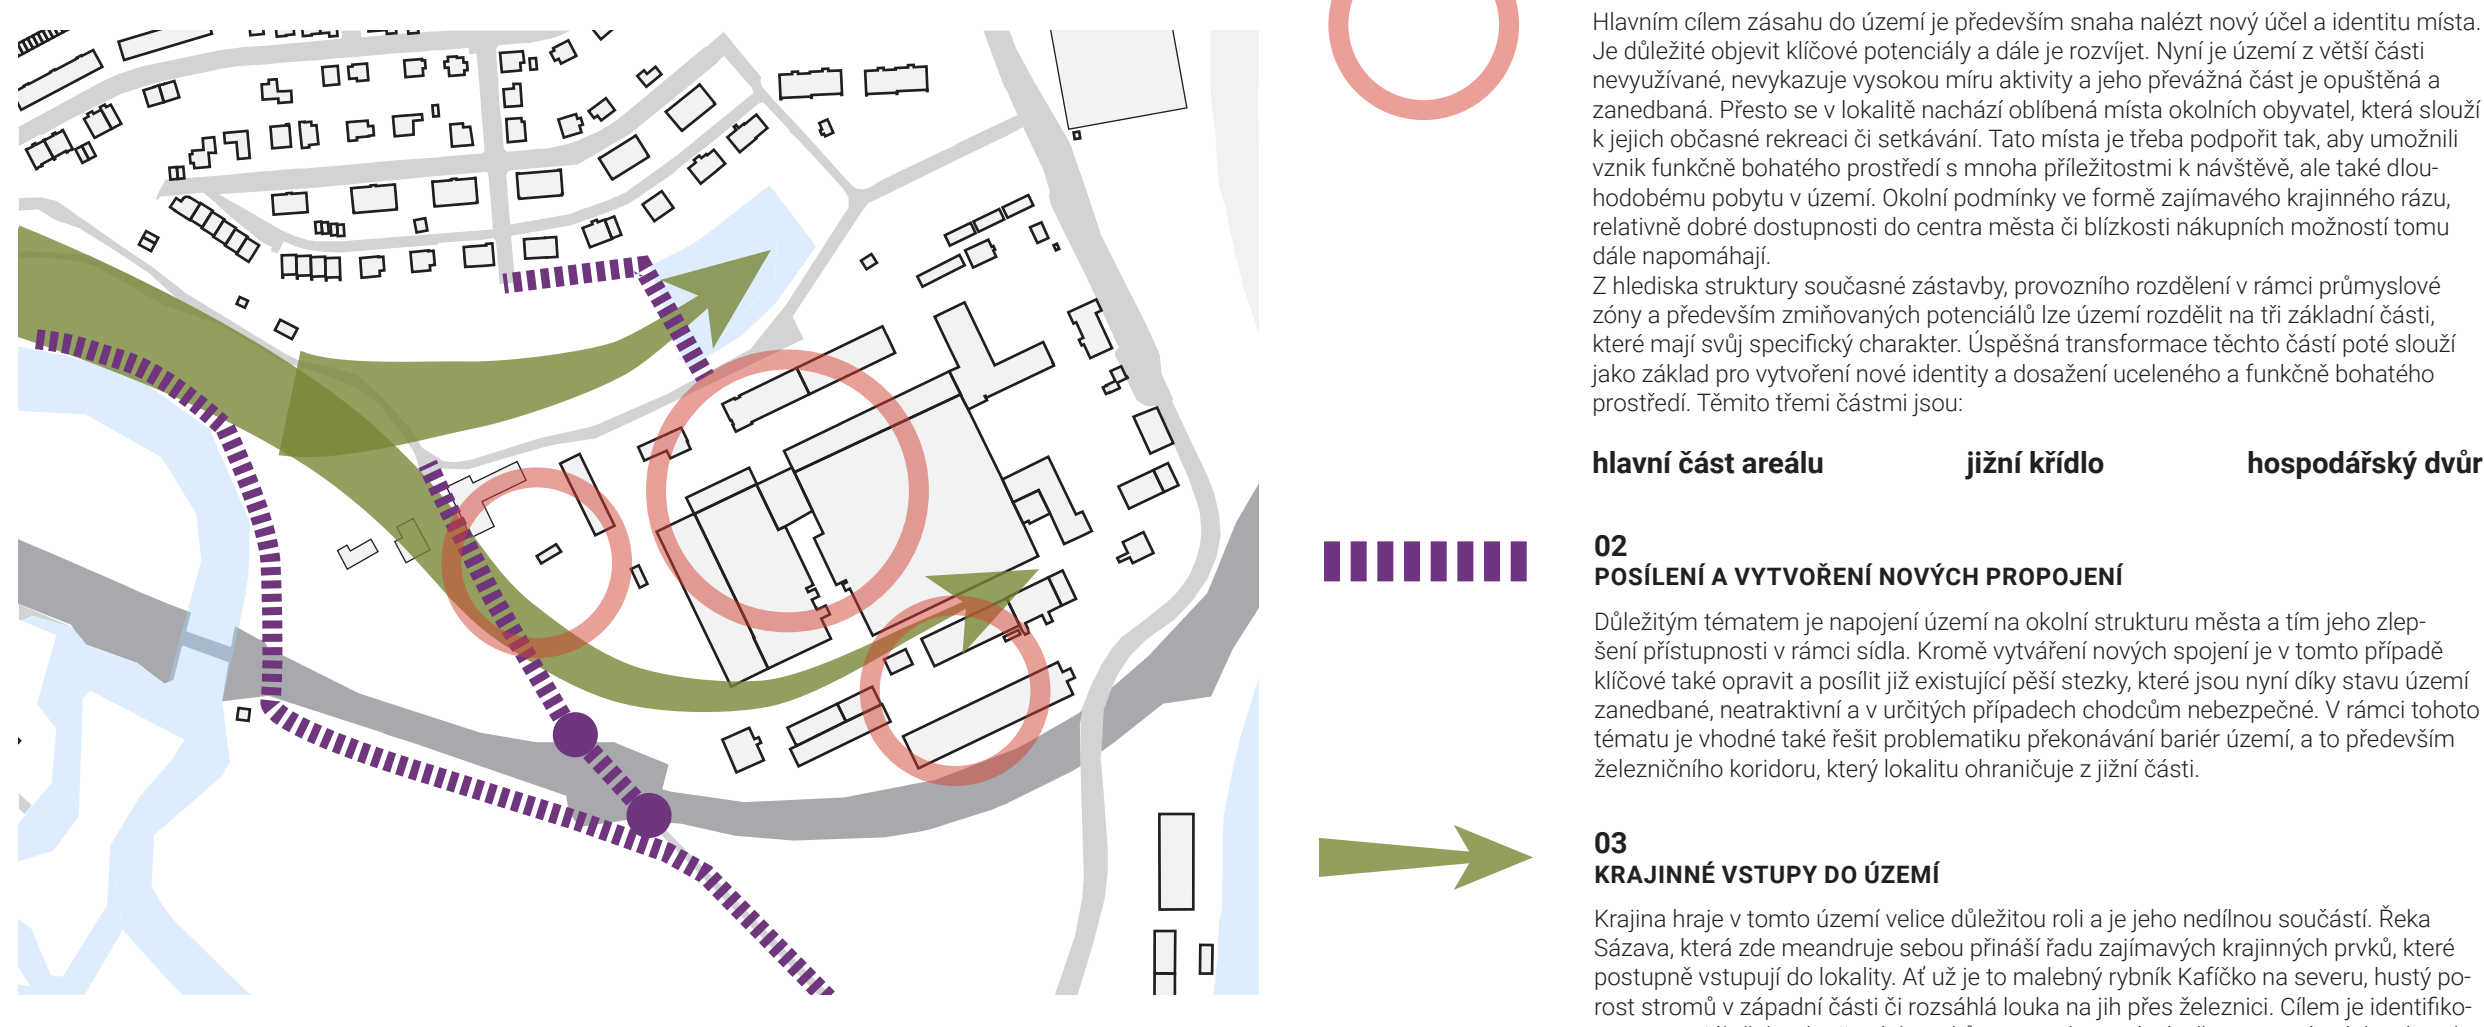 Hlavním cílem zásahu do území je především snaha nalézt nový účel a identitu místa.
Je důležité objevit klíčové potenciály a dále je rozvíjet. Nyní je území z větší části
nevyužívané, nevykazuje vysokou míru aktivity a jeho převážná část je opuštěná a
zanedbaná. Přesto se v lokalitě nachází oblíbená místa okolních obyvatel, která slouží
k jejich občasné rekreaci či setkávání. Tato místa je třeba podpořit tak, aby umožnili
vznik funkčně bohatého prostředí s mnoha příležitostmi k návštěvě, ale také dlou-
hodobému pobytu v území. Okolní podmínky ve formě zajímavého krajinného rázu,
relativně dobré dostupnosti do centra města či blízkosti nákupních možností tomu
dále napomáhají.
Z hlediska struktury současné zástavby, provozního rozdělení v rámci průmyslové
zóny a především zmiňovaných potenciálů lze území rozdělit na tři základní části,
které mají svůj specifický charakter. Úspěšná transformace těchto částí poté slouží
jako základ pro vytvoření nové identity a dosažení uceleného a funkčně bohatého
prostředí. Těmito třemi částmi jsou:
hlavní část areálu jižní křídlo hospodářský dvůr
02
POSÍLENÍ A VYTVOŘENÍ NOVÝCH PROPOJENÍ
Důležitým tématem je napojení území na okolní strukturu města a tím jeho zlep-
šení přístupnosti v rámci sídla. Kromě vytváření nových spojení je v tomto případě
klíčové také opravit a posílit již existující pěší stezky, které jsou nyní díky stavu území
zanedbané, neatraktivní a v určitých případech chodcům nebezpečné. V rámci tohoto
tématu je vhodné také řešit problematiku překonávání bariér území, a to především
železničního koridoru, který lokalitu ohraničuje z jižní části.
03
KRAJINNÉ VSTUPY DO ÚZEMÍ
Krajina hraje v tomto území velice důležitou roli a je jeho nedílnou součástí. Řeka
Sázava, která zde meandruje sebou přináší řadu zajímavých krajinných prvků, které
postupně vstupují do lokality. Ať už je to malebný rybník Kafíčko na severu, hustý po-
rost stromů v západní části či rozsáhlá louka na jih přes železnici. Cílem je identifiko-